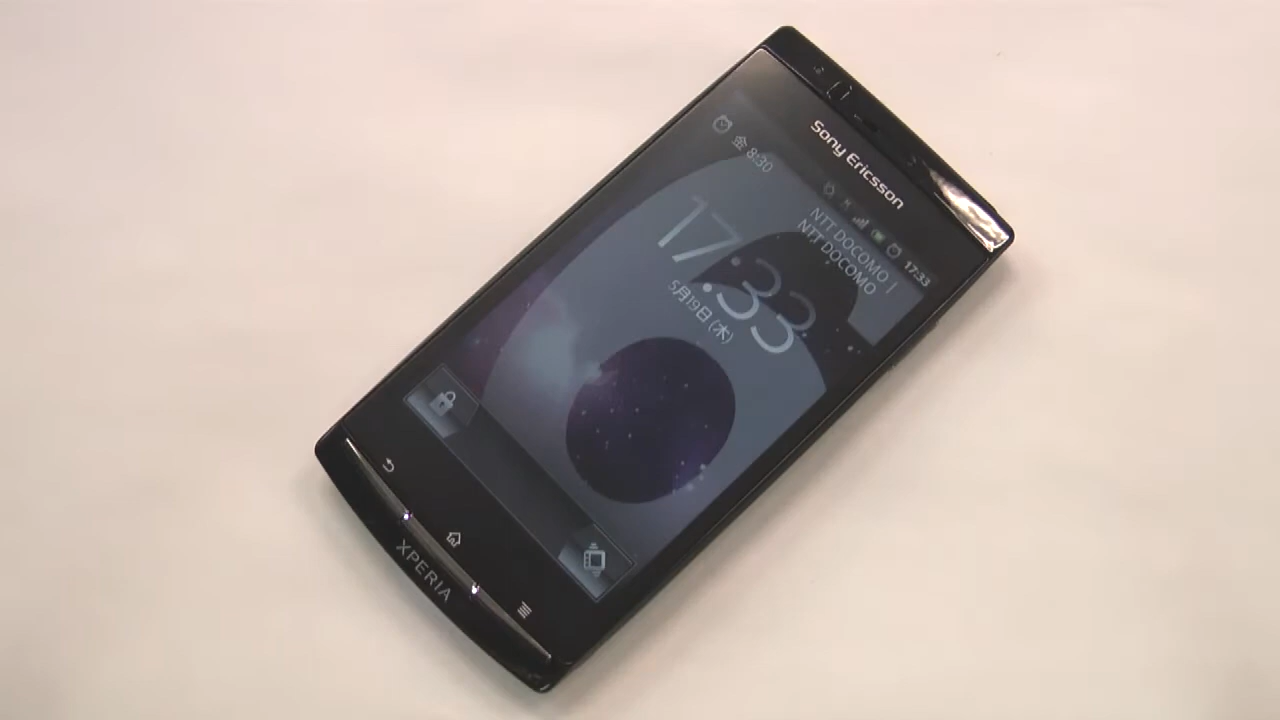 Sony Ericsson
17:33
NTT DOCOMO |
NTT DOCOMO
金 8:30
17:33
5月19日 (木)
XPERIA